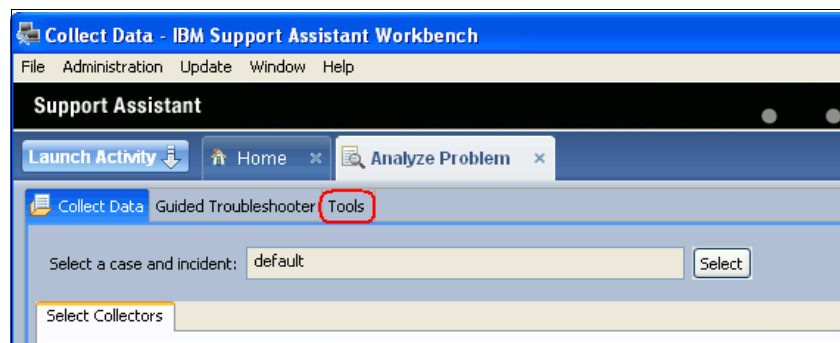 Collect Data - IBM Support Assistant Workbench
File Administration Update Window Help
Support Assistant
Launch Activity Home Analyze Problem
Collect Data Guided Troubleshooter Tools
Select a case and incident: default Select
Select Collectors